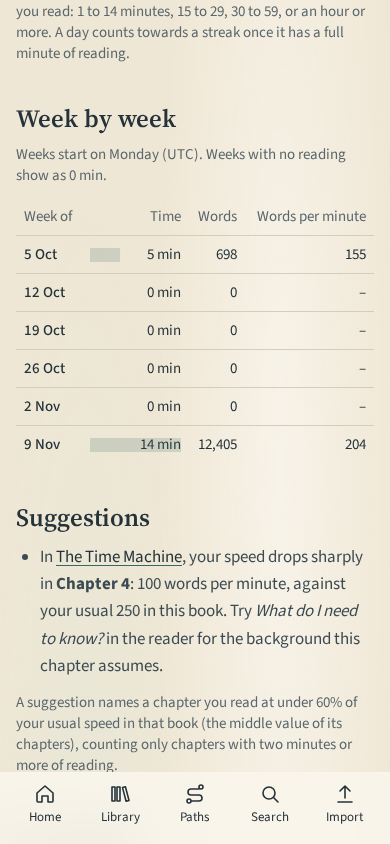 you read: 1 to 14 minutes, 15 to 29, 30 to 59, or an hour or
more. A day counts towards a streak once it has a full
minute of reading.
Week by week
Weeks start on Monday (UTC). Weeks with no reading
show as 0 min.
Week of Time Words Words per minute
5 Oct 5 min 698 155
12 Oct 0 min 0 –
19 Oct 0 min 0 –
26 Oct 0 min 0 –
2 Nov 0 min 0 –
9 Nov 14 min 12,405 204
Suggestions
• In The Time Machine, your speed drops sharply
in Chapter 4: 100 words per minute, against
your usual 250 in this book. Try What do I need
to know? in the reader for the background this
chapter assumes.
A suggestion names a chapter you read at under 60% of
your usual speed in that book (the middle value of its
chapters), counting only chapters with two minutes or
more of reading.
Home Library Paths Search Import